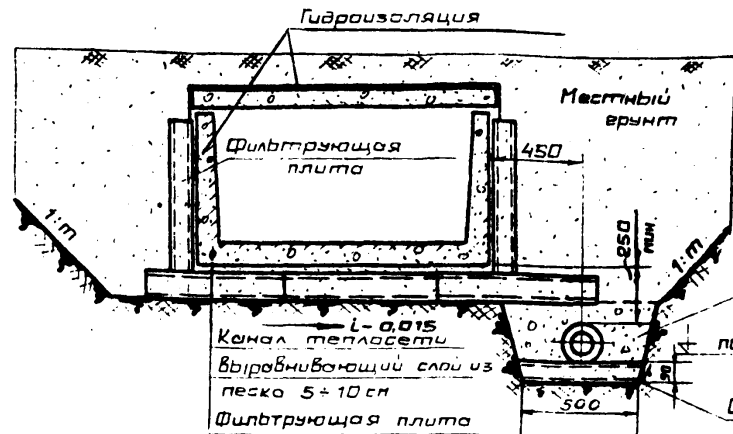 Гидроизоляция
Местный
грунт
Фильтрующая
плита
450
250
мин.
1:m
1:m
i-0,015
Канал теплосети
Выравнивающий слой из
песка 5÷10 см
Фильтрующая плита
90
500